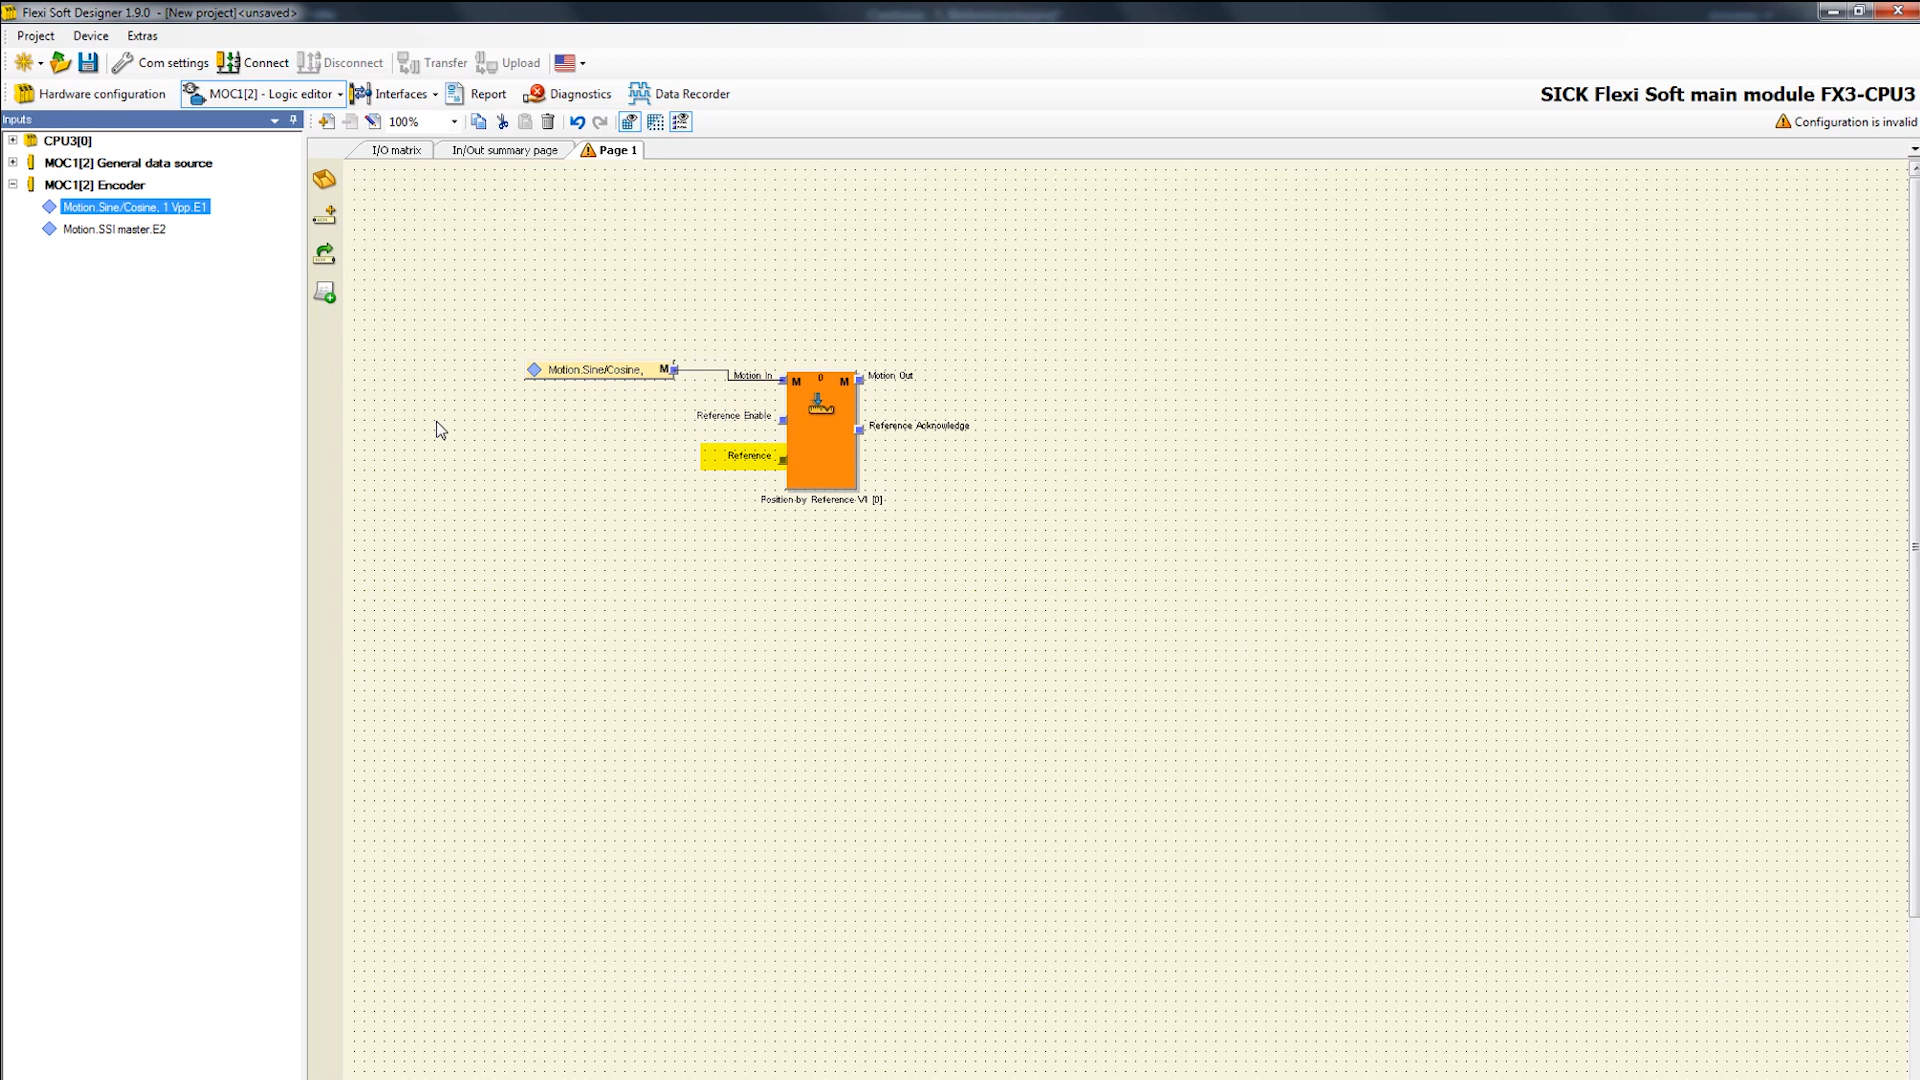 Flexi Soft Designer 1.9.0 - [New project]<unsaved>
Project Device Extras
Com settings Connect Disconnect Transfer Upload
Hardware configuration MOC1[2] - Logic editor Interfaces Report Diagnostics Data Recorder
SICK Flexi Soft main module FX3-CPU3
Inputs
100%
Configuration is invalid
CPU3[0]
MOC1[2] General data source
MOC1[2] Encoder
Motion.Sine/Cosine, 1 Vpp.E1
Motion.SSI master.E2
I/O matrix In/Out summary page Page 1
Motion.Sine/Cosine, M
Motion In M 0 M Motion Out
Reference Enable
Reference Acknowledge
Reference
Position by Reference V1 [0]